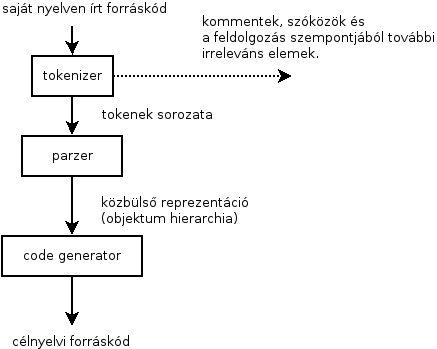 saját nyelven írt forráskód
kommentek, szóközök és
a feldolgozás szempontjából további
irreleváns elemek.
tokenizer
tokenek sorozata
parzer
közbülső reprezentáció
(objektum hierarchia)
code generator
célnyelvi forráskód